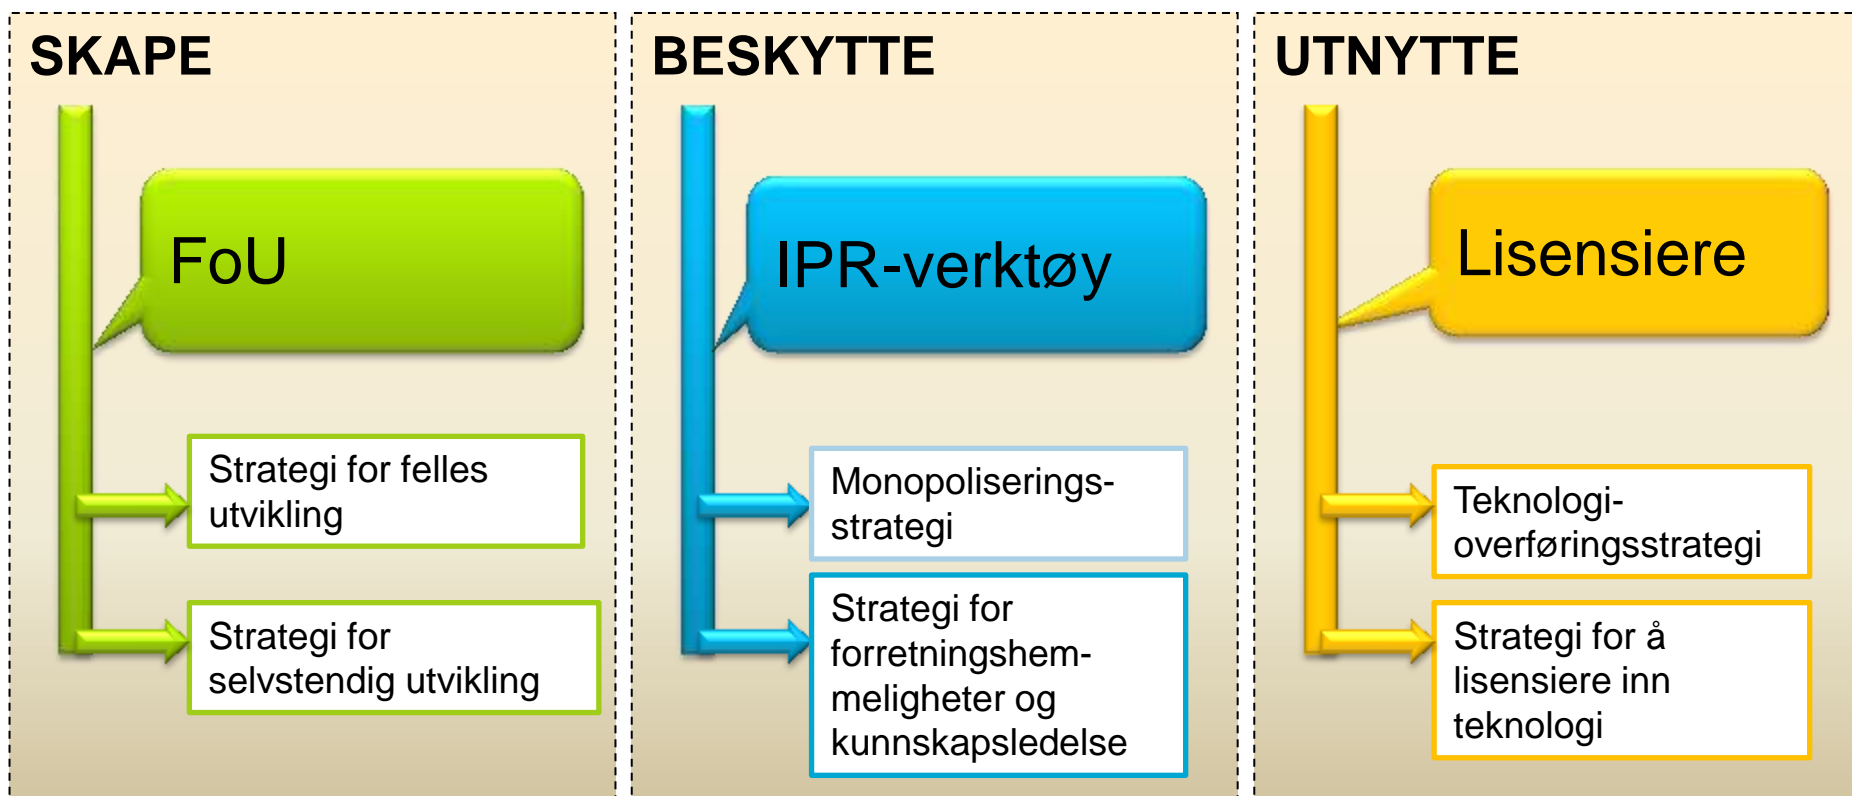 SKAPE
FoU
Strategi for felles
utvikling
Strategi for
selvstendig utvikling
BESKYTTE
IPR-verktøy
Monopoliserings-
strategi
Strategi for
forretningshem-
meligheter og
kunnskapsledelse
UTNYTTE
Lisensiere
Teknologi-
overføringsstrategi
Strategi for å
lisensiere inn
teknologi